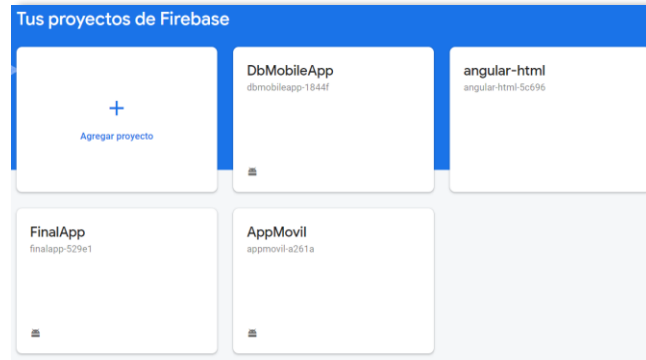 Tus proyectos de Firebase
DbMobileApp
dbmobileapp-1844f
angular-html
angular-html-5c696
Agregar proyecto
FinalApp
finalapp-529e1
AppMovil
appmovil-a261a